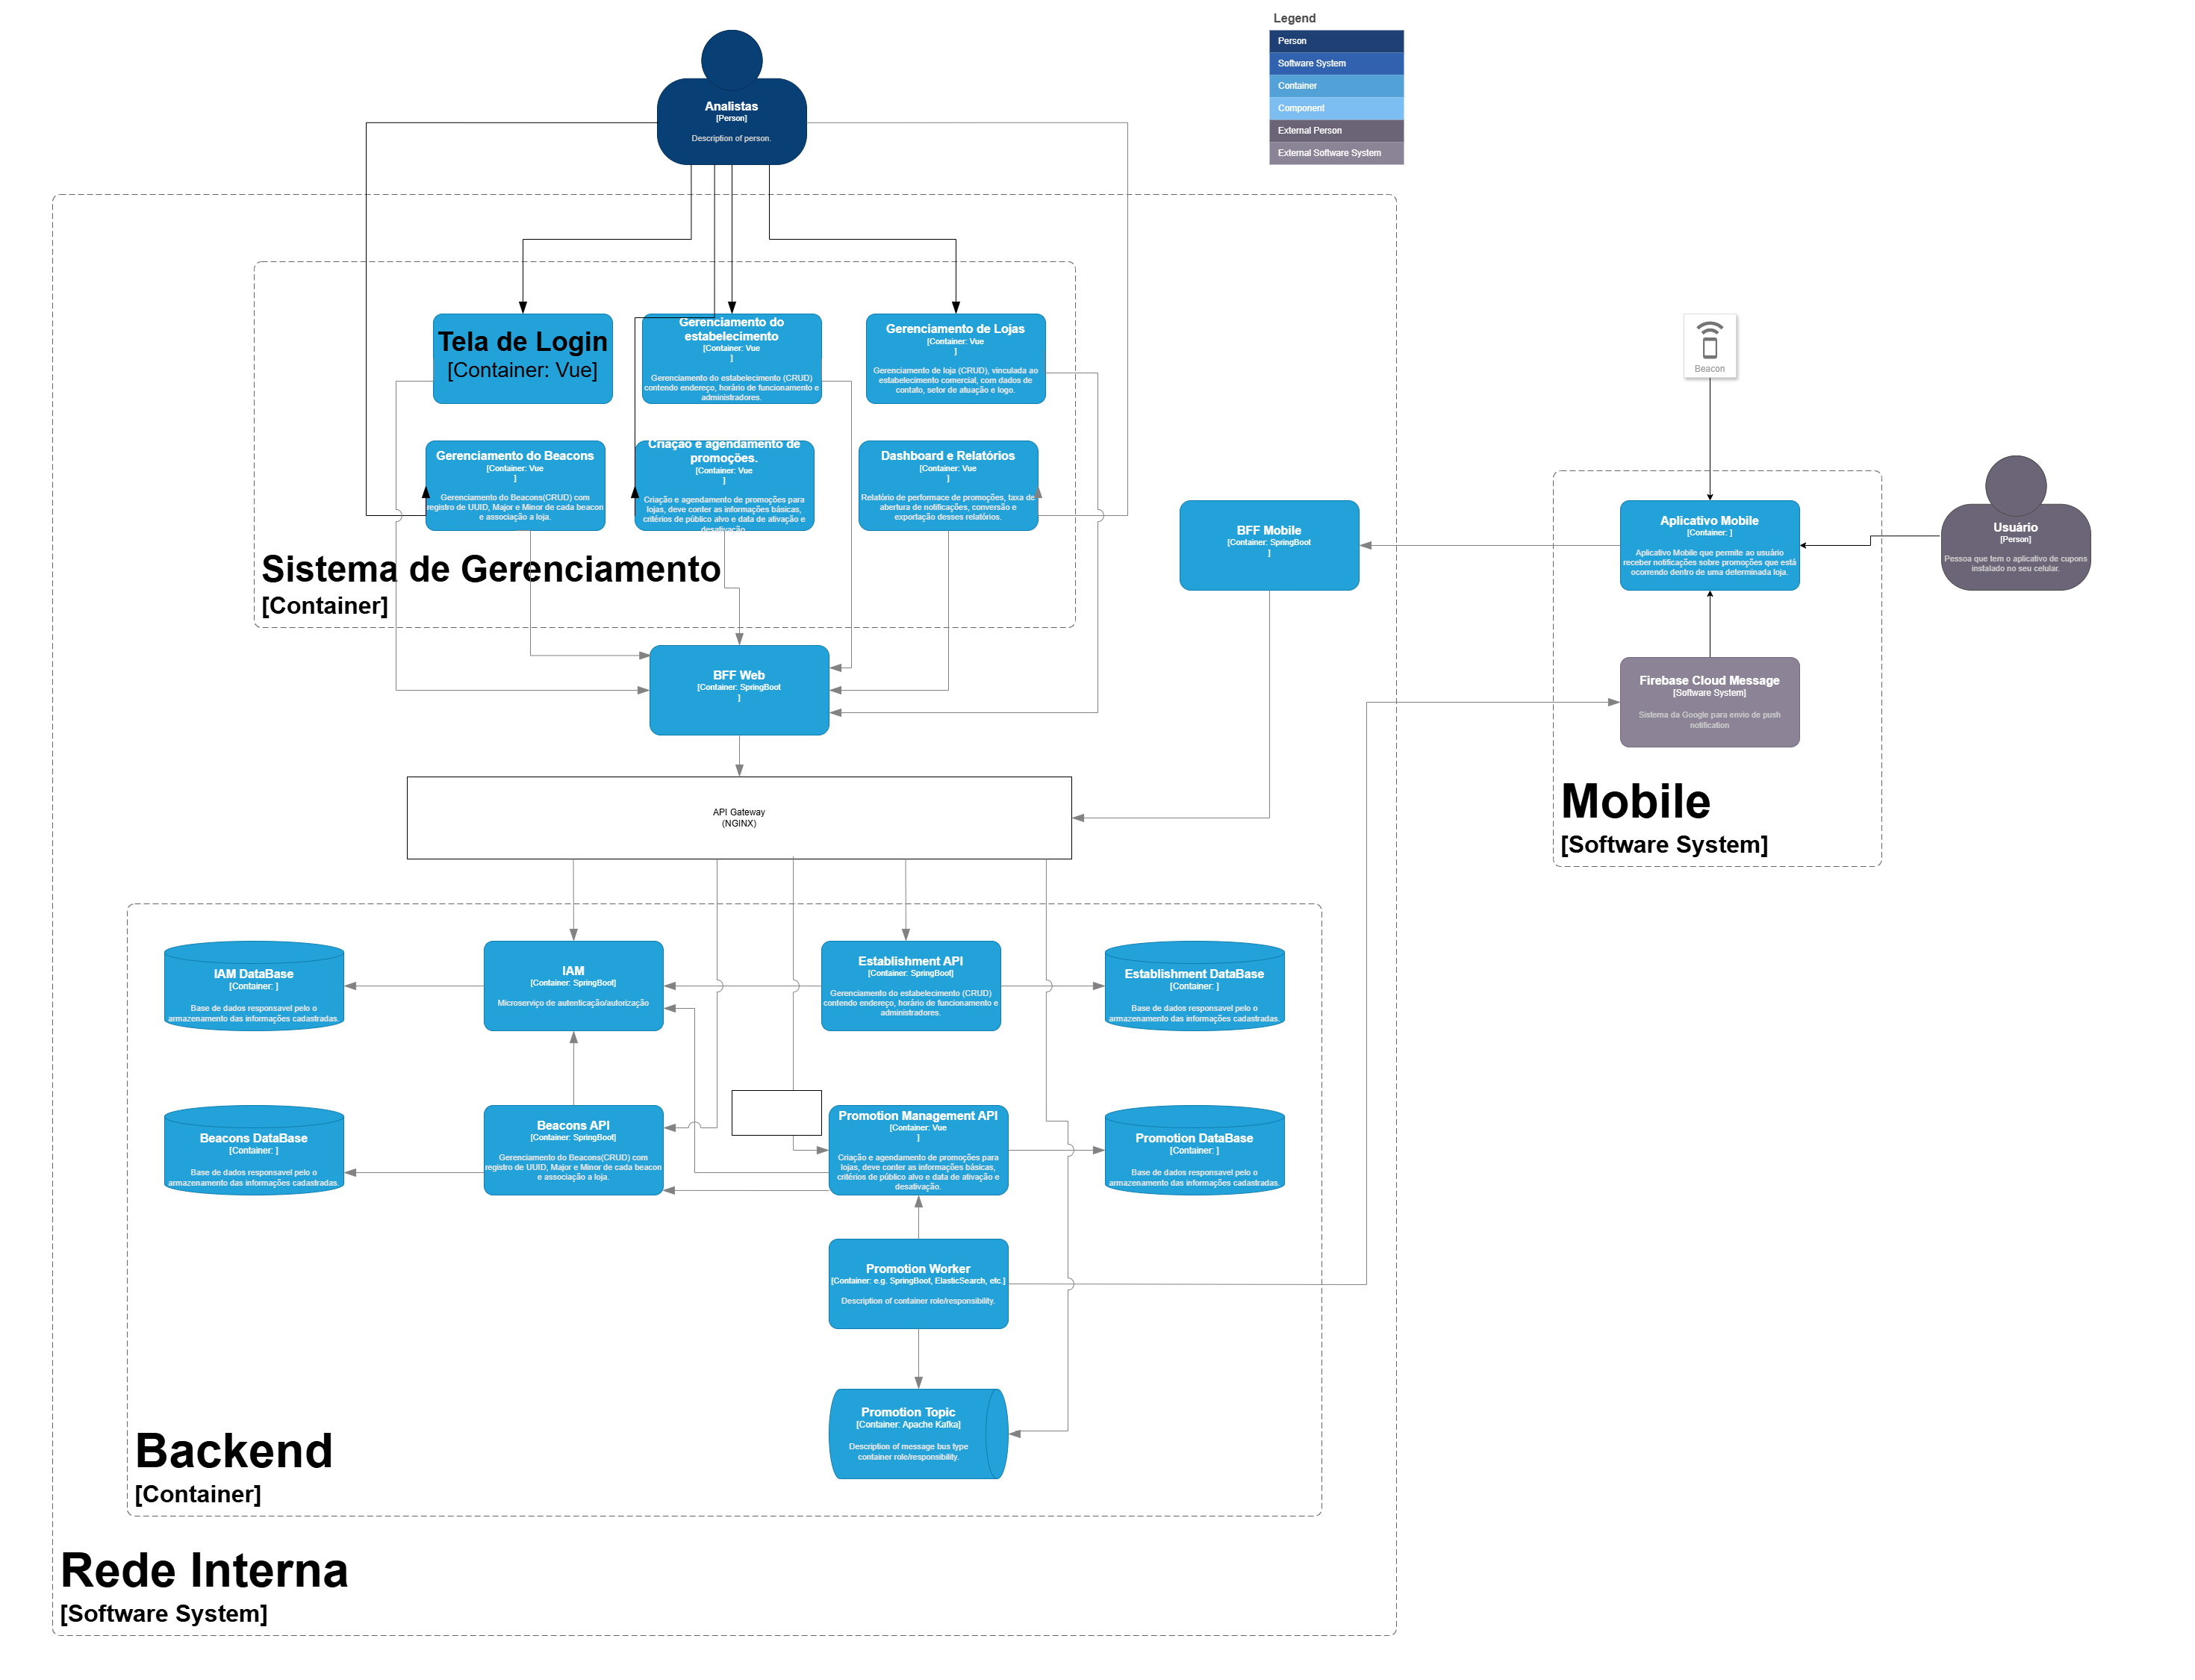 Legend
Person
Software System
Container
Component
External Person
External Software System
Analistas
[Person]
Description of person.
Tela de Login
[Container: Vue]
Gerenciamento do
estabelecimento
[Container: Vue
]
Gerenciamento do estabelecimento (CRUD)
contendo endereço, horário de funcionamento e
administradores.
Gerenciamento de Lojas
[Container: Vue
]
Gerenciamento de loja (CRUD), vinculada ao
estabelecimento comercial, com dados de
contato, setor de atuação e logo.
Gerenciamento do Beacons
[Container: Vue
]
Gerenciamento do Beacons(CRUD) com
registro de UUID, Major e Minor de cada beacon
e associação a loja.
Criação e agendamento de
promoções.
[Container: Vue
]
Criação e agendamento de promoções para
lojas, deve conter as informações básicas,
critérios de público alvo e data de ativação e
desativação.
Dashboard e Relatórios
[Container: Vue
]
Relatório de performace de promoções, taxa de
abertura de notificações, conversão e
exportação desses relatórios.
Sistema de Gerenciamento
[Container]
BFF Web
[Container: SpringBoot
]
BFF Mobile
[Container: SpringBoot
]
Beacon
Aplicativo Mobile
[Container: ]
Aplicativo Mobile que permite ao usuário
receber notificações sobre promoções que está
ocorrendo dentro de uma determinada loja.
Usuário
[Person]
Pessoa que tem o aplicativo de cupons
instalado no seu celular.
Firebase Cloud Message
[Software System]
Sistema da Google para envio de push
notification
Mobile
[Software System]
API Gateway
(NGINX)
IAM DataBase
[Container: ]
Base de dados responsavel pelo o
armazenamento das informações cadastradas.
IAM
[Container: SpringBoot]
Microserviço de autenticação/autorização
Establishment API
[Container: SpringBoot]
Gerenciamento do estabelecimento (CRUD)
contendo endereço, horário de funcionamento e
administradores.
Establishment DataBase
[Container: ]
Base de dados responsavel pelo o
armazenamento das informações cadastradas.
Beacons DataBase
[Container: ]
Base de dados responsavel pelo o
armazenamento das informações cadastradas.
Beacons API
[Container: SpringBoot]
Gerenciamento do Beacons(CRUD) com
registro de UUID, Major e Minor de cada beacon
e associação a loja.
Promotion Management API
[Container: Vue
]
Criação e agendamento de promoções para
lojas, deve conter as informações básicas,
critérios de público alvo e data de ativação e
desativação.
Promotion DataBase
[Container: ]
Base de dados responsavel pelo o
armazenamento das informações cadastradas.
Promotion Worker
[Container: e.g. SpringBoot, ElasticSearch, etc.]
Description of container role/responsibility.
Promotion Topic
[Container: Apache Kafka]
Description of message bus type
container role/responsibility.
Backend
[Container]
Rede Interna
[Software System]